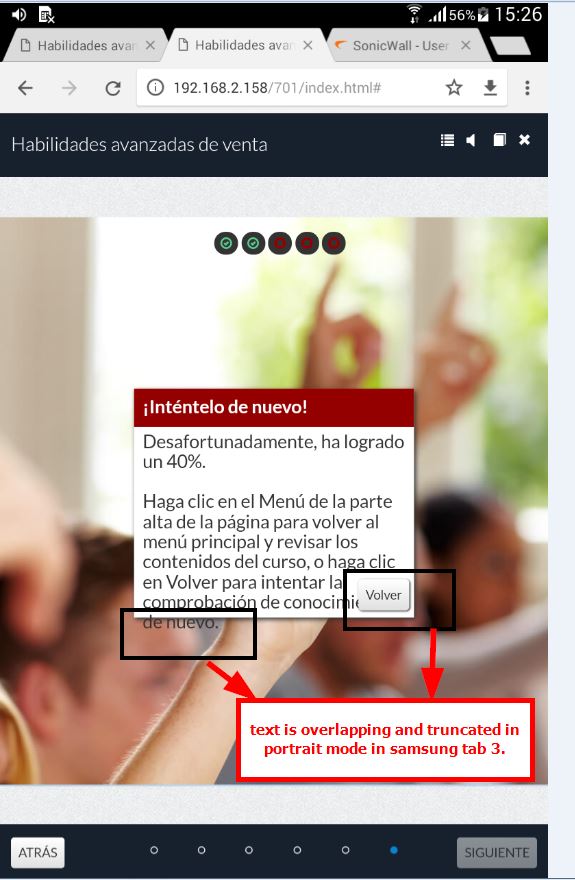 56% 15:26
Habilidades avan
Habilidades avan
SonicWall - User
192.168.2.158/701/index.html#
Habilidades avanzadas de venta
¡Inténtelo de nuevo!
Desafortunadamente, ha logrado
un 40%.
Haga clic en el Menú de la parte
alta de la página para volver al
menú principal y revisar los
contenidos del curso, o haga clic
en Volver para intentar la
Volver
comprobación de conocimie
de nuevo.
text is overlapping and truncated in
portrait mode in samsung tab 3.
ATRÁS
SIGUIENTE